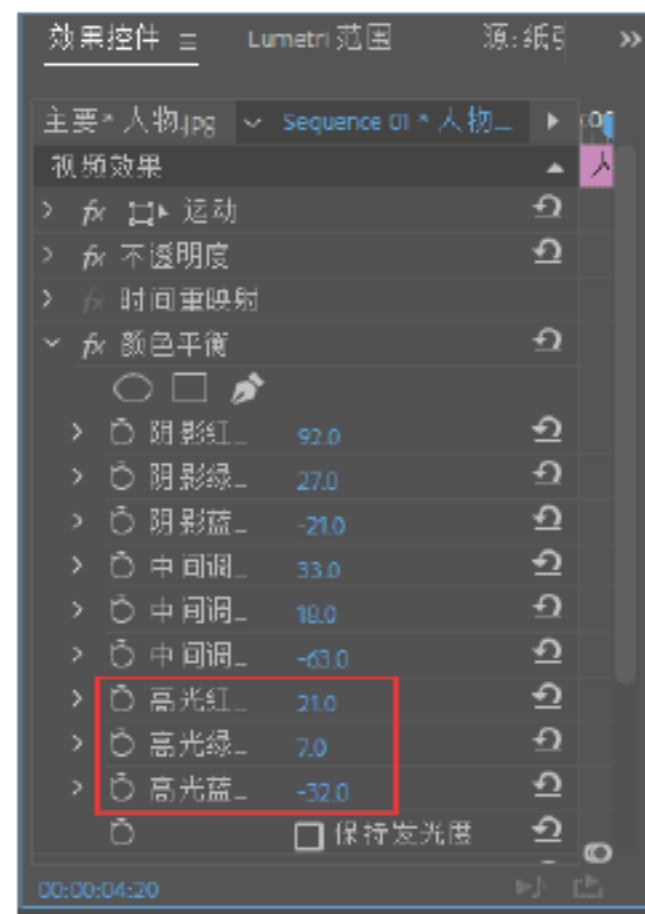 效果控件 Lumetri 范围 源:纸 »
主要* 人物.jpg Sequence 01 * 人物...
视频效果 人
fx 运动
fx 不透明度
fx 时间重映射
fx 颜色平衡
阴影红... 92.0
阴影绿... 27.0
阴影蓝... -21.0
中间调... 33.0
中间调... 18.0
中间调... -63.0
高光红... 21.0
高光绿... 7.0
高光蓝... -32.0
保持发光度
00:00:04:20